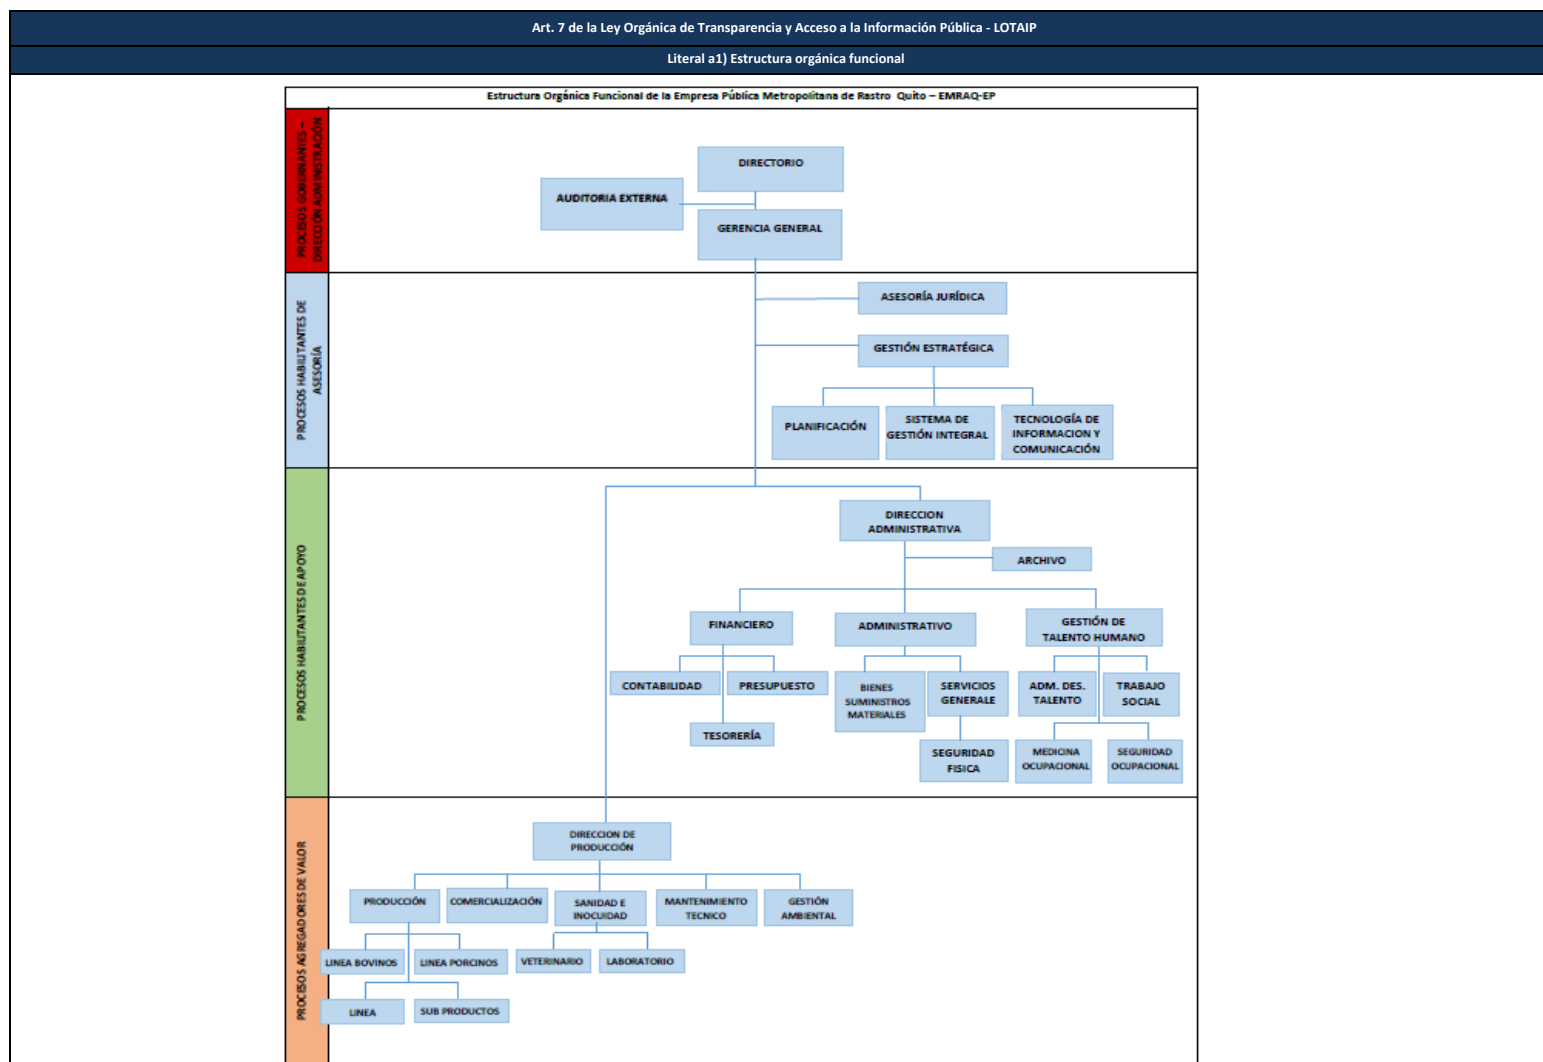 Art. 7 de la Ley Orgánica de Transparencia y Acceso a la Información Pública - LOTAIP
Literal a1) Estructura orgánica funcional
Estructura Orgánica Funcional de la Empresa Pública Metropolitana de Rastro Quito – EMRAQ-EP
PROCESOS GOBERNANTES –
DIRECCIÓN ADMINISTRACIÓN
DIRECTORIO
AUDITORIA EXTERNA
GERENCIA GENERAL
PROCESOS HABILITANTES DE
ASESORÍA
ASESORÍA JURÍDICA
GESTIÓN ESTRATÉGICA
PLANIFICACIÓN
SISTEMA DE
GESTIÓN INTEGRAL
TECNOLOGÍA DE
INFORMACION Y
COMUNICACIÓN
PROCESOS HABILITANTES DE APOYO
DIRECCION
ADMINISTRATIVA
ARCHIVO
FINANCIERO
ADMINISTRATIVO
GESTIÓN DE
TALENTO HUMANO
CONTABILIDAD
PRESUPUESTO
BIENES
SUMINISTROS
MATERIALES
SERVICIOS
GENERALE
ADM. DES.
TALENTO
TRABAJO
SOCIAL
TESORERÍA
SEGURIDAD
FISICA
MEDICINA
OCUPACIONAL
SEGURIDAD
OCUPACIONAL
PROCESOS AGREGADORES DE VALOR
DIRECCION DE
PRODUCCIÓN
PRODUCCIÓN
COMERCIALIZACIÓN
SANIDAD E
INOCUIDAD
MANTENIMIENTO
TECNICO
GESTIÓN
AMBIENTAL
LINEA BOVINOS
LINEA PORCINOS
VETERINARIO
LABORATORIO
LINEA
SUB PRODUCTOS